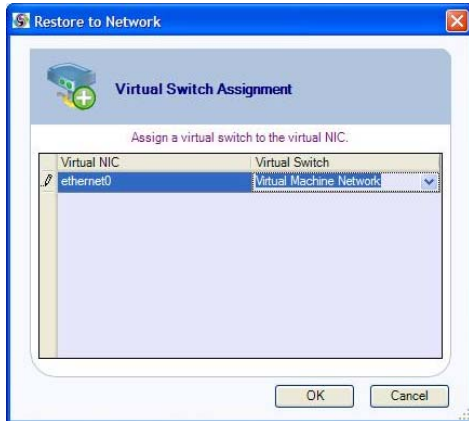 Restore to Network
Virtual Switch Assignment
Assign a virtual switch to the virtual NIC.
Virtual NIC Virtual Switch
ethernet0 Virtual Machine Network
OK Cancel